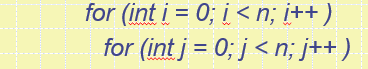 for (int i = 0; i < n; i++ )
for (int j = 0; j < n; j++ )